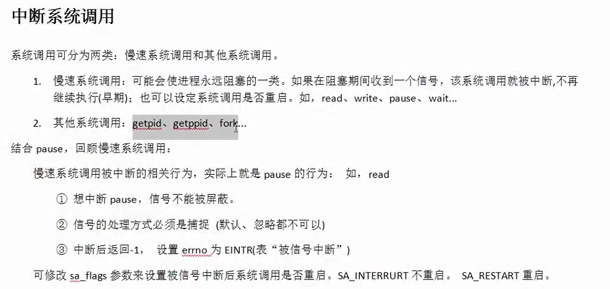 中断系统调用
系统调用可分为两类：慢速系统调用和其他系统调用。
1. 慢速系统调用：可能会使进程永远阻塞的一类。如果在阻塞期间收到一个信号，该系统调用就被中断,不再
继续执行(早期)；也可以设定系统调用是否重启。如，read、write、pause、wait...
2. 其他系统调用：getpid、getppid、fork...
结合 pause，回顾慢速系统调用：
慢速系统调用被中断的相关行为，实际上就是 pause 的行为： 如，read
① 想中断 pause，信号不能被屏蔽。
② 信号的处理方式必须是捕捉 (默认、忽略都不可以)
③ 中断后返回-1， 设置 errno 为 EINTR(表“被信号中断”)
可修改 sa_flags 参数来设置被信号中断后系统调用是否重启。SA_INTERRURT 不重启。 SA_RESTART 重启。